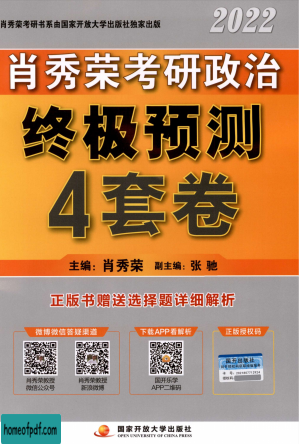 肖秀荣考研书系由国家开放大学出版社独家出版
2022
肖秀荣考研政治
终极预测
4套卷
主编：肖秀荣 副主编：张驰
正版书赠送选择题详细解析
微博微信答疑渠道 下载APP看解析 正版授权码
肖秀荣教授 肖秀荣教授 国开乐学
微信公众号 新浪微博 APP二维码
国家开放大学出版社
OPEN UNIVERSITY OF CHINA PRESS
homeofpdf.com